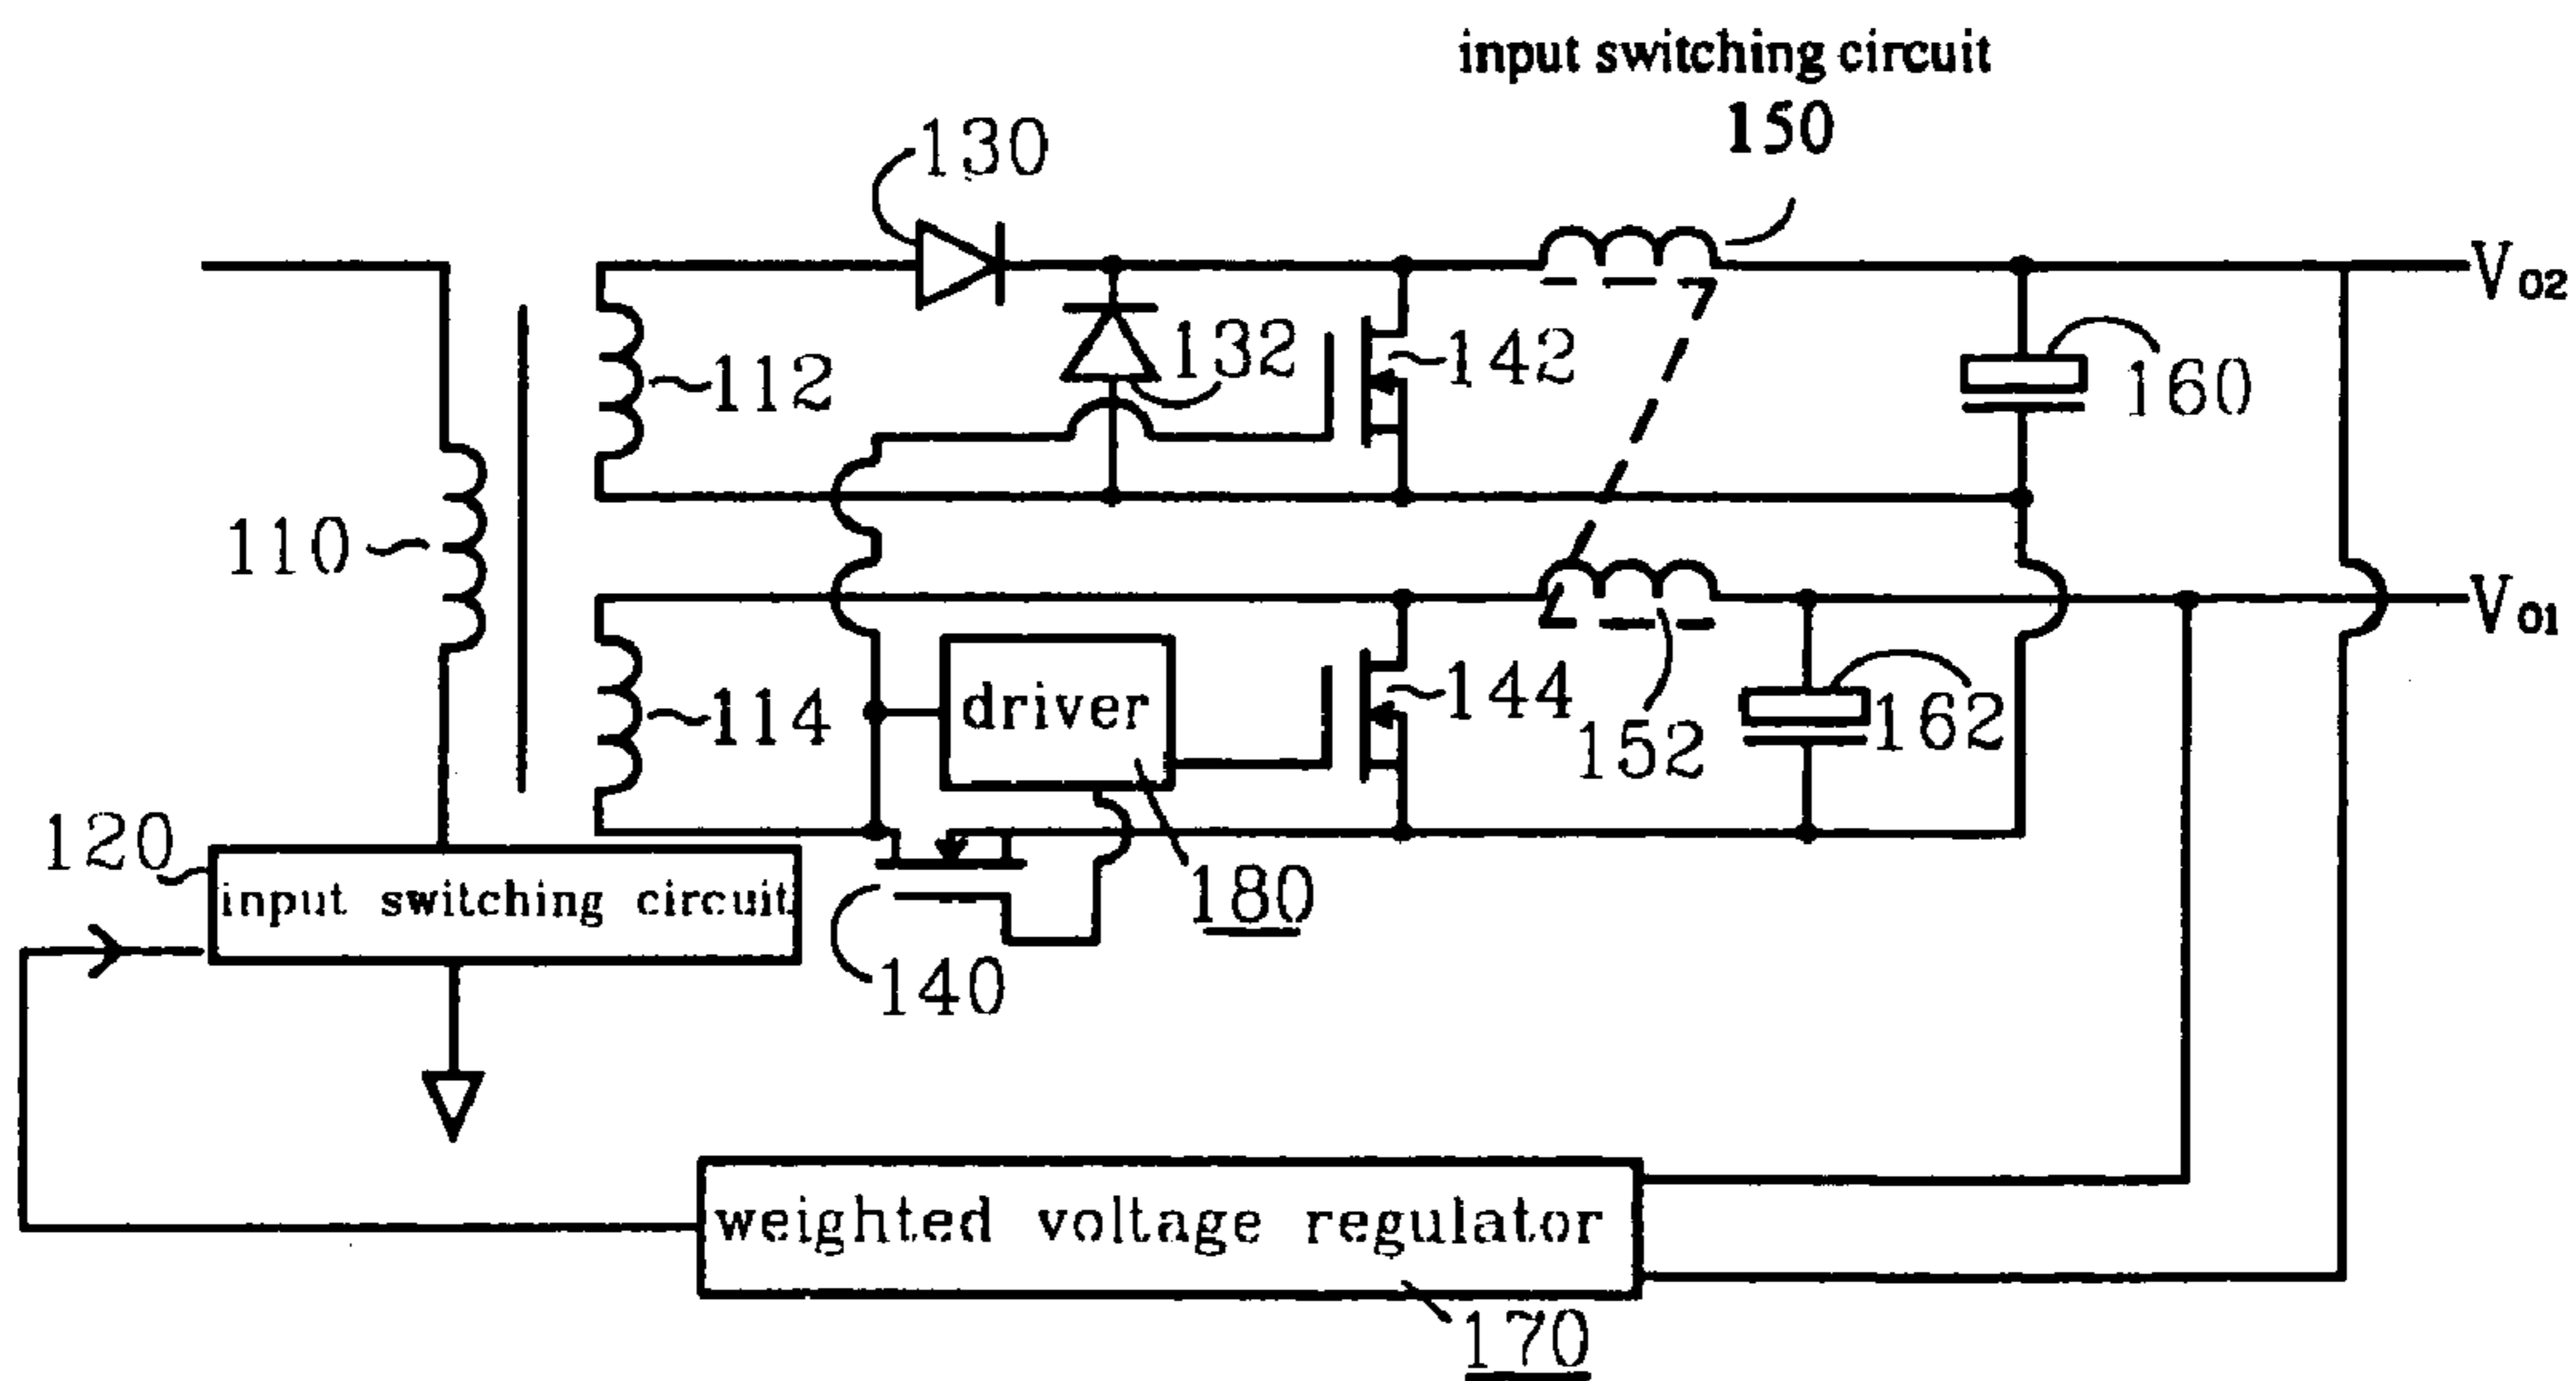 input switching circuit
150
130
V02
112
132
142
160
110
V01
114
driver
144
152
162
120
input switching circuit
180
140
weighted voltage regulator
170